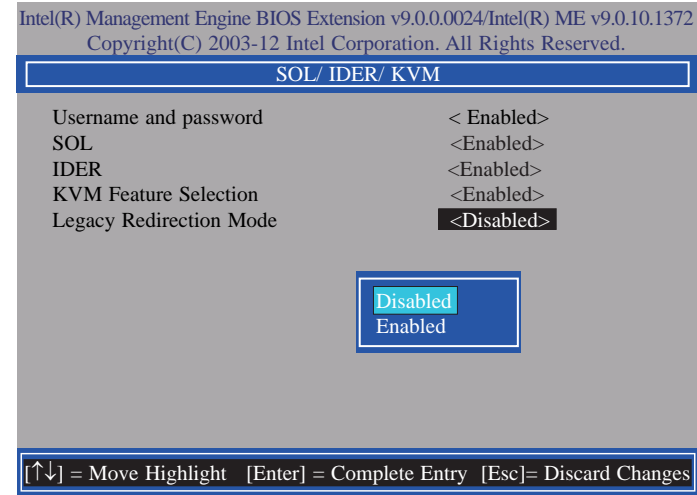 Intel(R) Management Engine BIOS Extension v9.0.0.0024/Intel(R) ME v9.0.10.1372
Copyright(C) 2003-12 Intel Corporation. All Rights Reserved.
SOL/ IDER/ KVM
Username and password < Enabled>
SOL <Enabled>
IDER <Enabled>
KVM Feature Selection <Enabled>
Legacy Redirection Mode <Disabled>
Disabled
Enabled
[↑↓] = Move Highlight [Enter] = Complete Entry [Esc]= Discard Changes